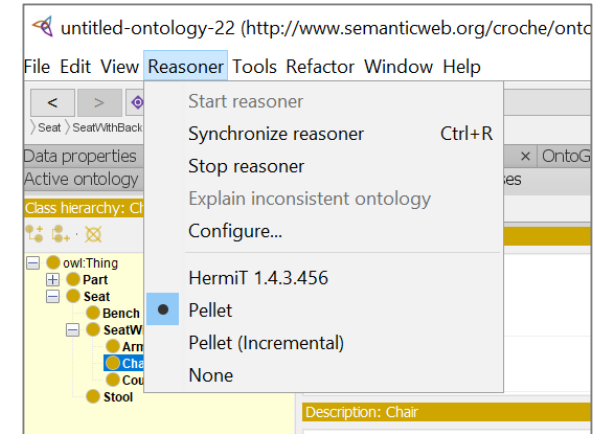 untitled-ontology-22 (http://www.semanticweb.org/croche/onto
File Edit View Reasoner Tools Refactor Window Help
< >
Seat SeatWithBack
Start reasoner
Synchronize reasoner Ctrl+R
Stop reasoner
Explain inconsistent ontology
Configure...
HermiT 1.4.3.456
Pellet
Pellet (Incremental)
None
Data properties × OntoG
Active ontology ses
Class hierarchy: Ch
owl:Thing
Part
Seat
Bench
SeatWi
Arm
Cha
Cou
Stool
Description: Chair